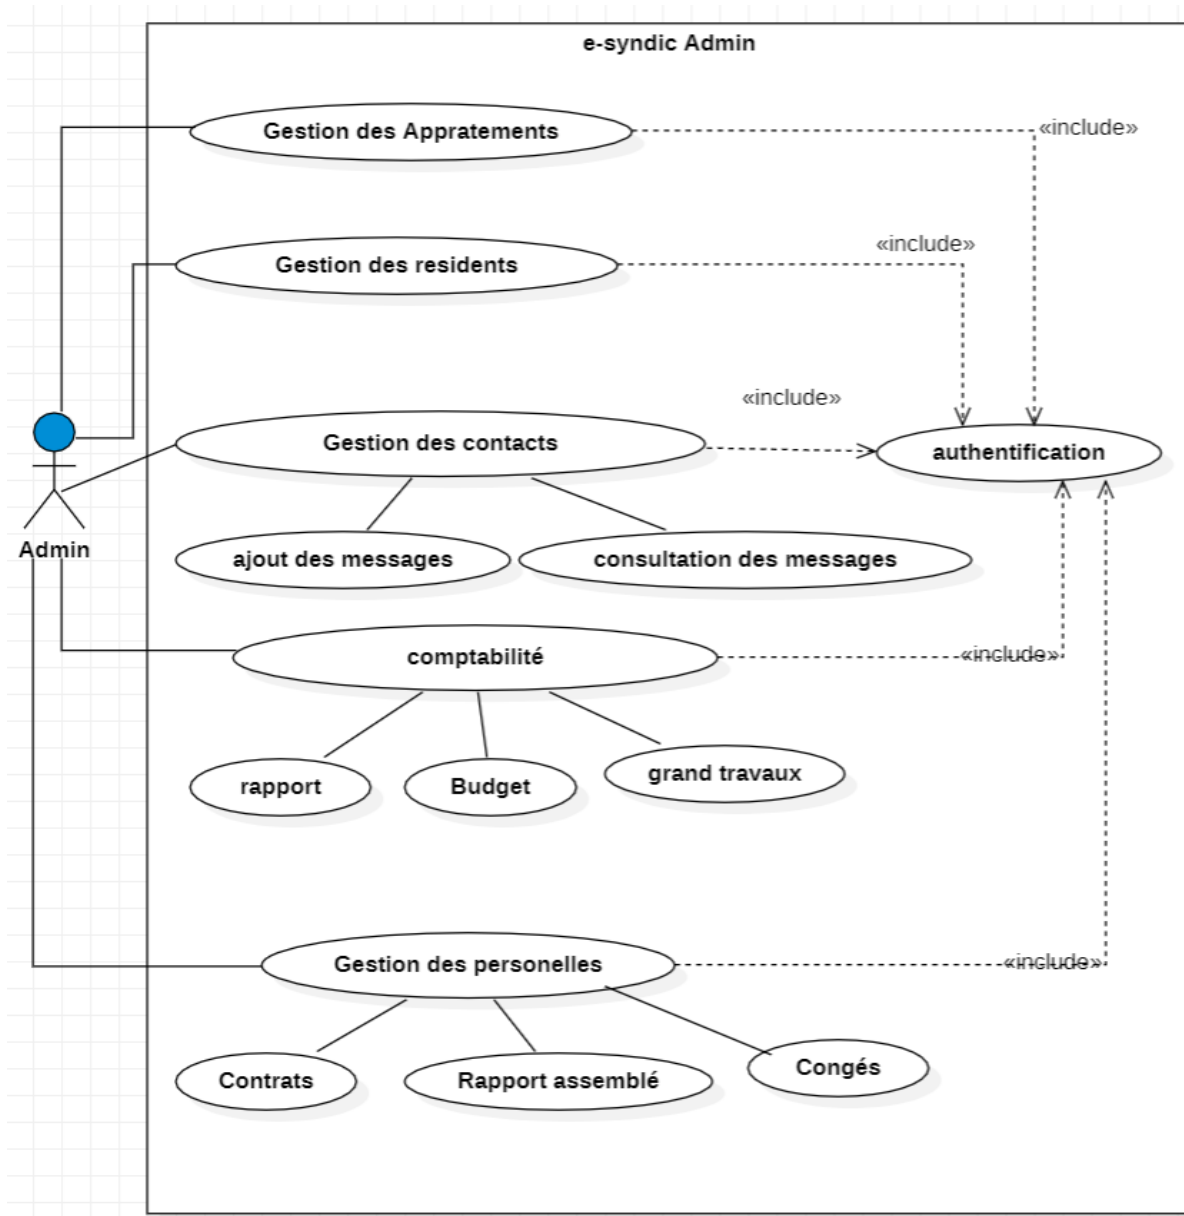 e-syndic Admin
Gestion des Appratements
«include»
«include»
Gestion des residents
«include»
Gestion des contacts
authentification
Admin
ajout des messages
consultation des messages
comptabilité
«include»
rapport
Budget
grand travaux
Gestion des personelles
«include»
Contrats
Rapport assemblé
Congés